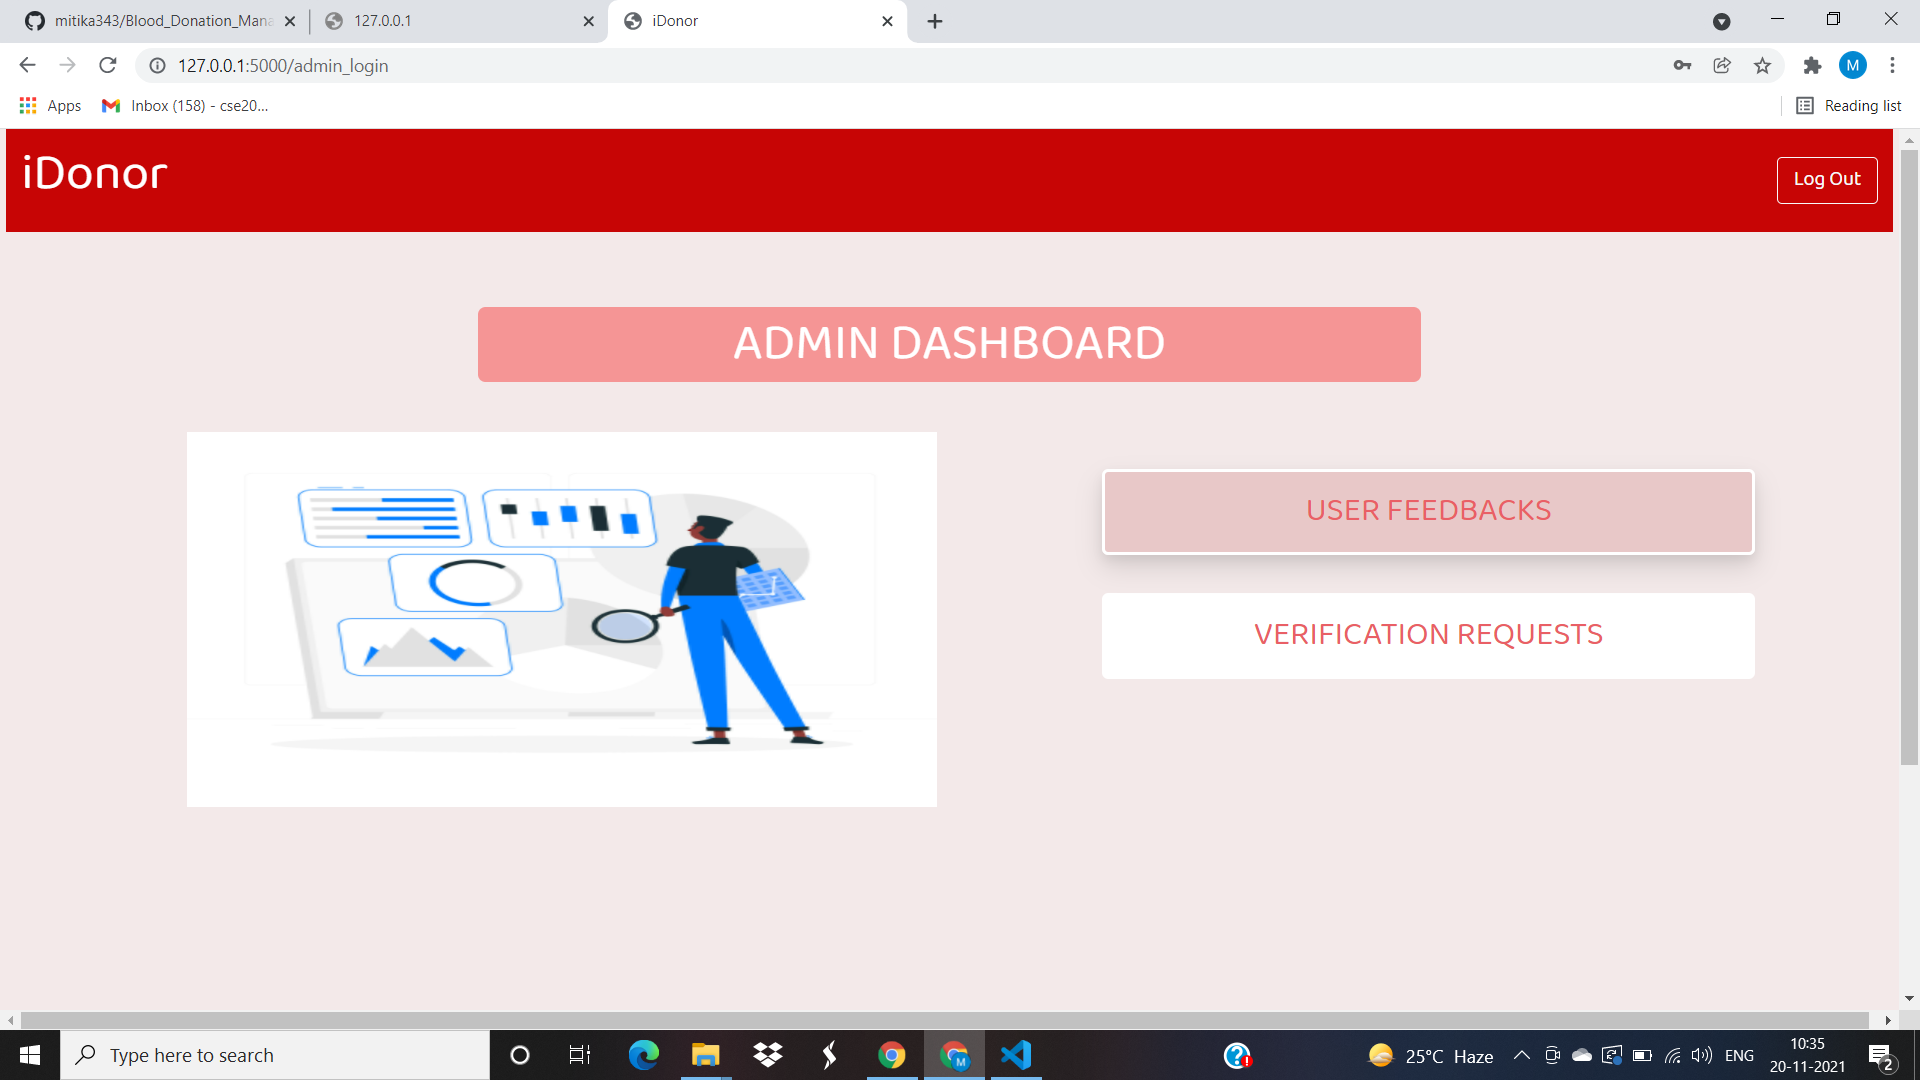 mitika343/Blood_Donation_Mana
127.0.0.1
iDonor
127.0.0.1:5000/admin_login
M
Apps
Inbox (158) - cse20...
Reading list
iDonor
Log Out
ADMIN DASHBOARD
USER FEEDBACKS
VERIFICATION REQUESTS
Type here to search
M
25°C Haze
ENG
10:35
20-11-2021
2